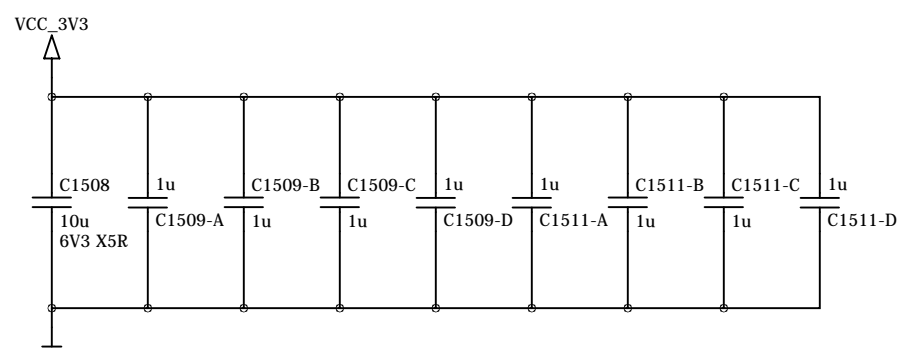 VCC_3V3
C1508
10u
6V3 X5R
1u
C1509-A
C1509-B
1u
C1509-C
1u
1u
C1509-D
1u
C1511-A
C1511-B
1u
C1511-C
1u
1u
C1511-D